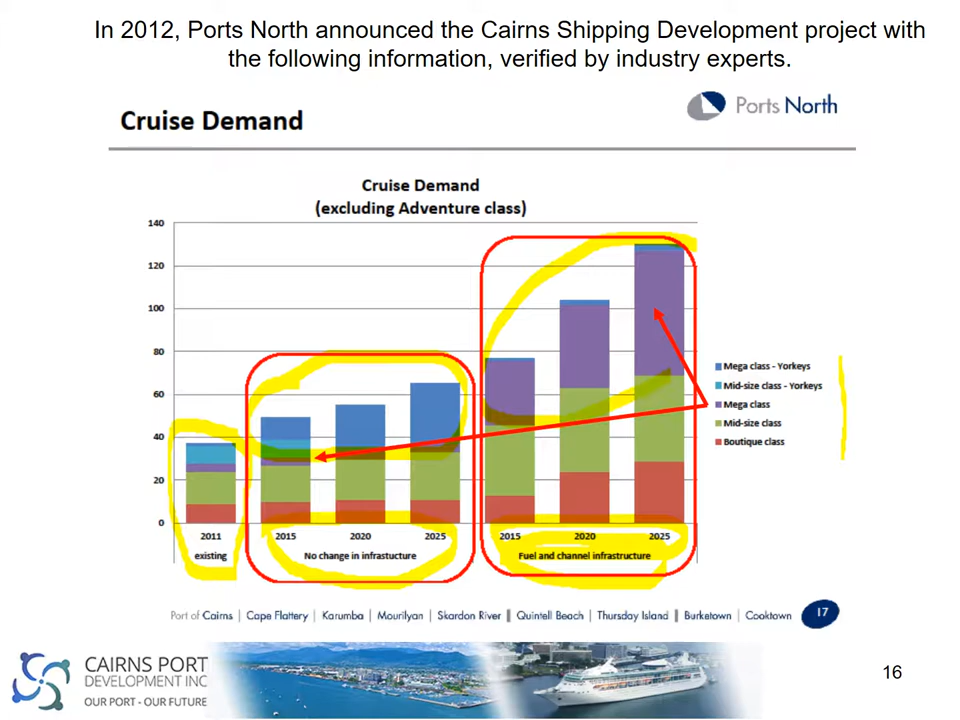 In 2012, Ports North announced the Cairns Shipping Development project with
the following information, verified by industry experts.
Cruise Demand
Ports North
Cruise Demand
(excluding Adventure class)
140
120
100
80
60
40
20
0
Mega class - Yorkeys
Mid-size class - Yorkeys
Mega class
Mid-size class
Boutique class
2011 2015 2020 2025 2015 2020 2025
existing No change in infrastucture Fuel and channel infrastructure
Port of Cairns | Cape Flattery | Karumba | Mourilyan | Skardon River | Quintell Beach | Thursday Island | Burketown | Cooktown
17
CAIRNS PORT
DEVELOPMENT INC
OUR PORT - OUR FUTURE
16